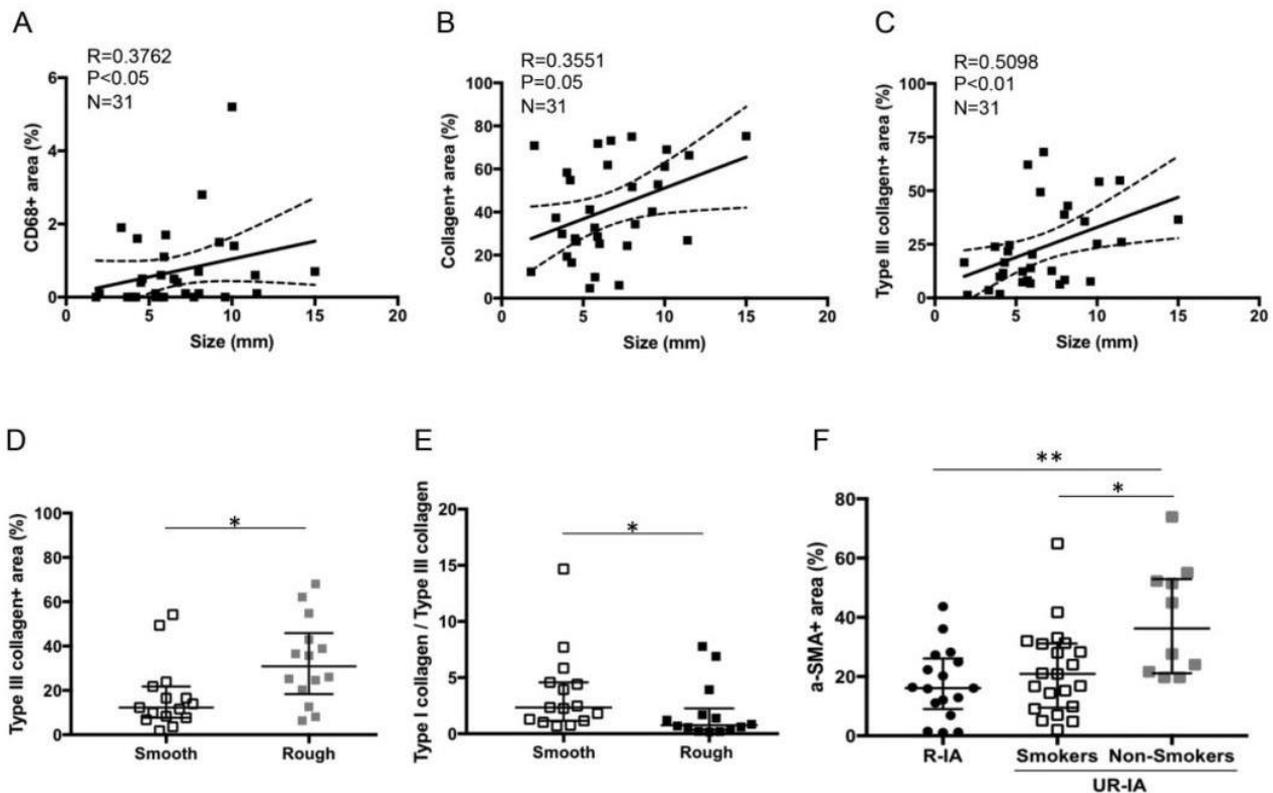 A
R=0.3762
P<0.05
N=31
CD68+ area (%)
6
4
2
0
0 5 10 15 20
Size (mm)
B
R=0.3551
P=0.05
N=31
Collagen+ area (%)
100
80
60
40
20
0
0 5 10 15 20
Size (mm)
C
R=0.5098
P<0.01
N=31
Type III collagen+ area (%)
100
75
50
25
0
0 5 10 15 20
Size (mm)
D
Type III collagen+ area (%)
100
80
60
40
20
0
*
Smooth Rough
E
Type I collagen / Type III collagen
20
15
10
5
0
*
Smooth Rough
F
a-SMA+ area (%)
80
60
40
20
0
**
*
R-IA Smokers Non-Smokers
UR-IA